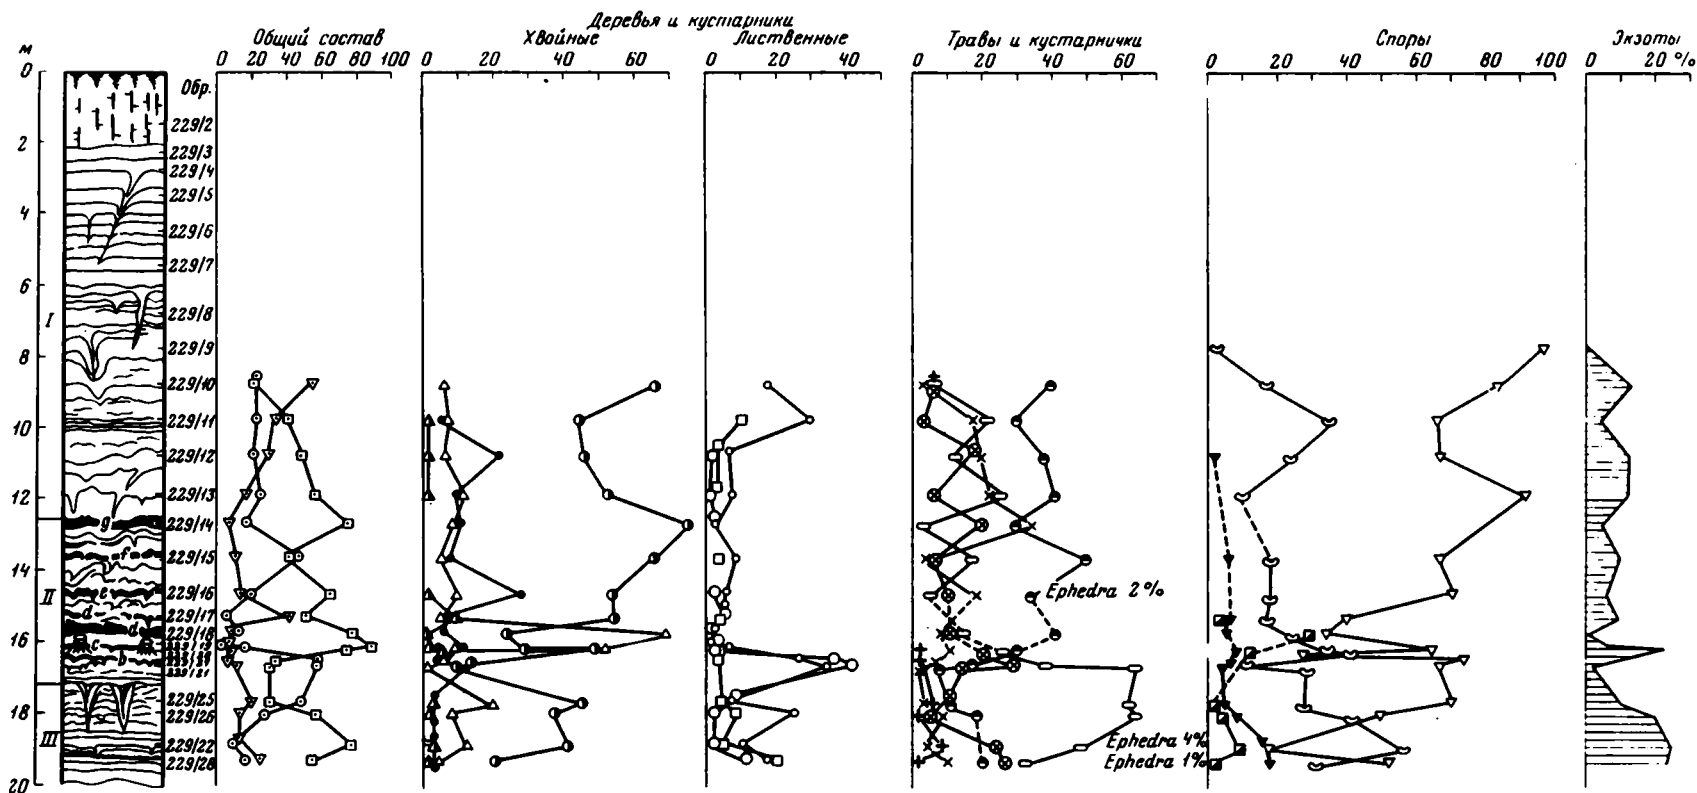 Деревья и кустарники
Общий состав Хвойные Лиственные Травы и кустарнички Споры Экзоты
м 0 20 40 60 80 100 0 20 40 60 80 0 10 20 40 0 10 20 40 60 0 20 40 60 80 100 0 20 %
0
Обр.
229/2
2
229/3
229/4
229/5
4
229/6
229/7
6
229/8
I
229/9
8
229/10
10 229/11
229/12
12 229/13
g 229/14
f 229/15
14
II e 229/16 Ephedra 2%
d 229/17
d 229/18
16
c
b
229/25
18 229/26
III 229/22 Ephedra 4%
229/28 Ephedra 1%
20